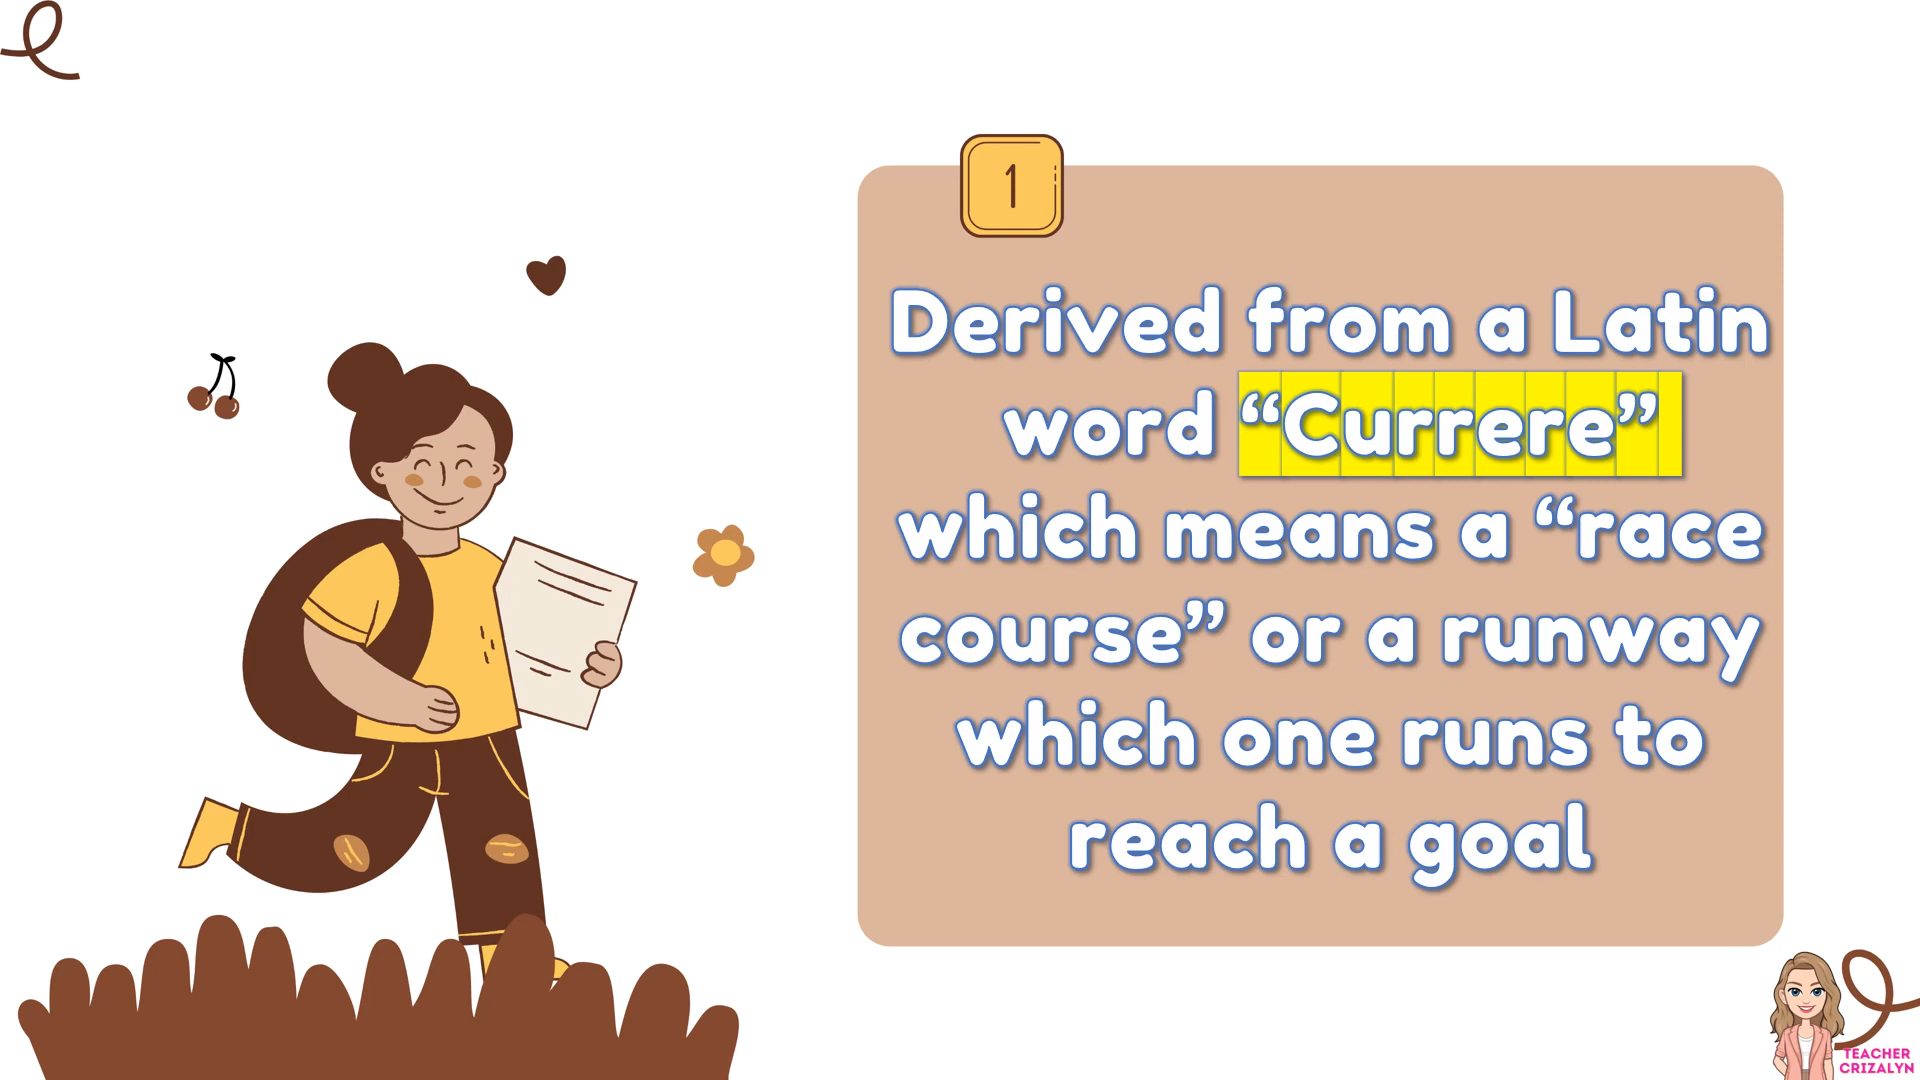 1
Derived from a Latin
word “Currere”
which means a “race
course” or a runway
which one runs to
reach a goal
TEACHER
CRIZALYN